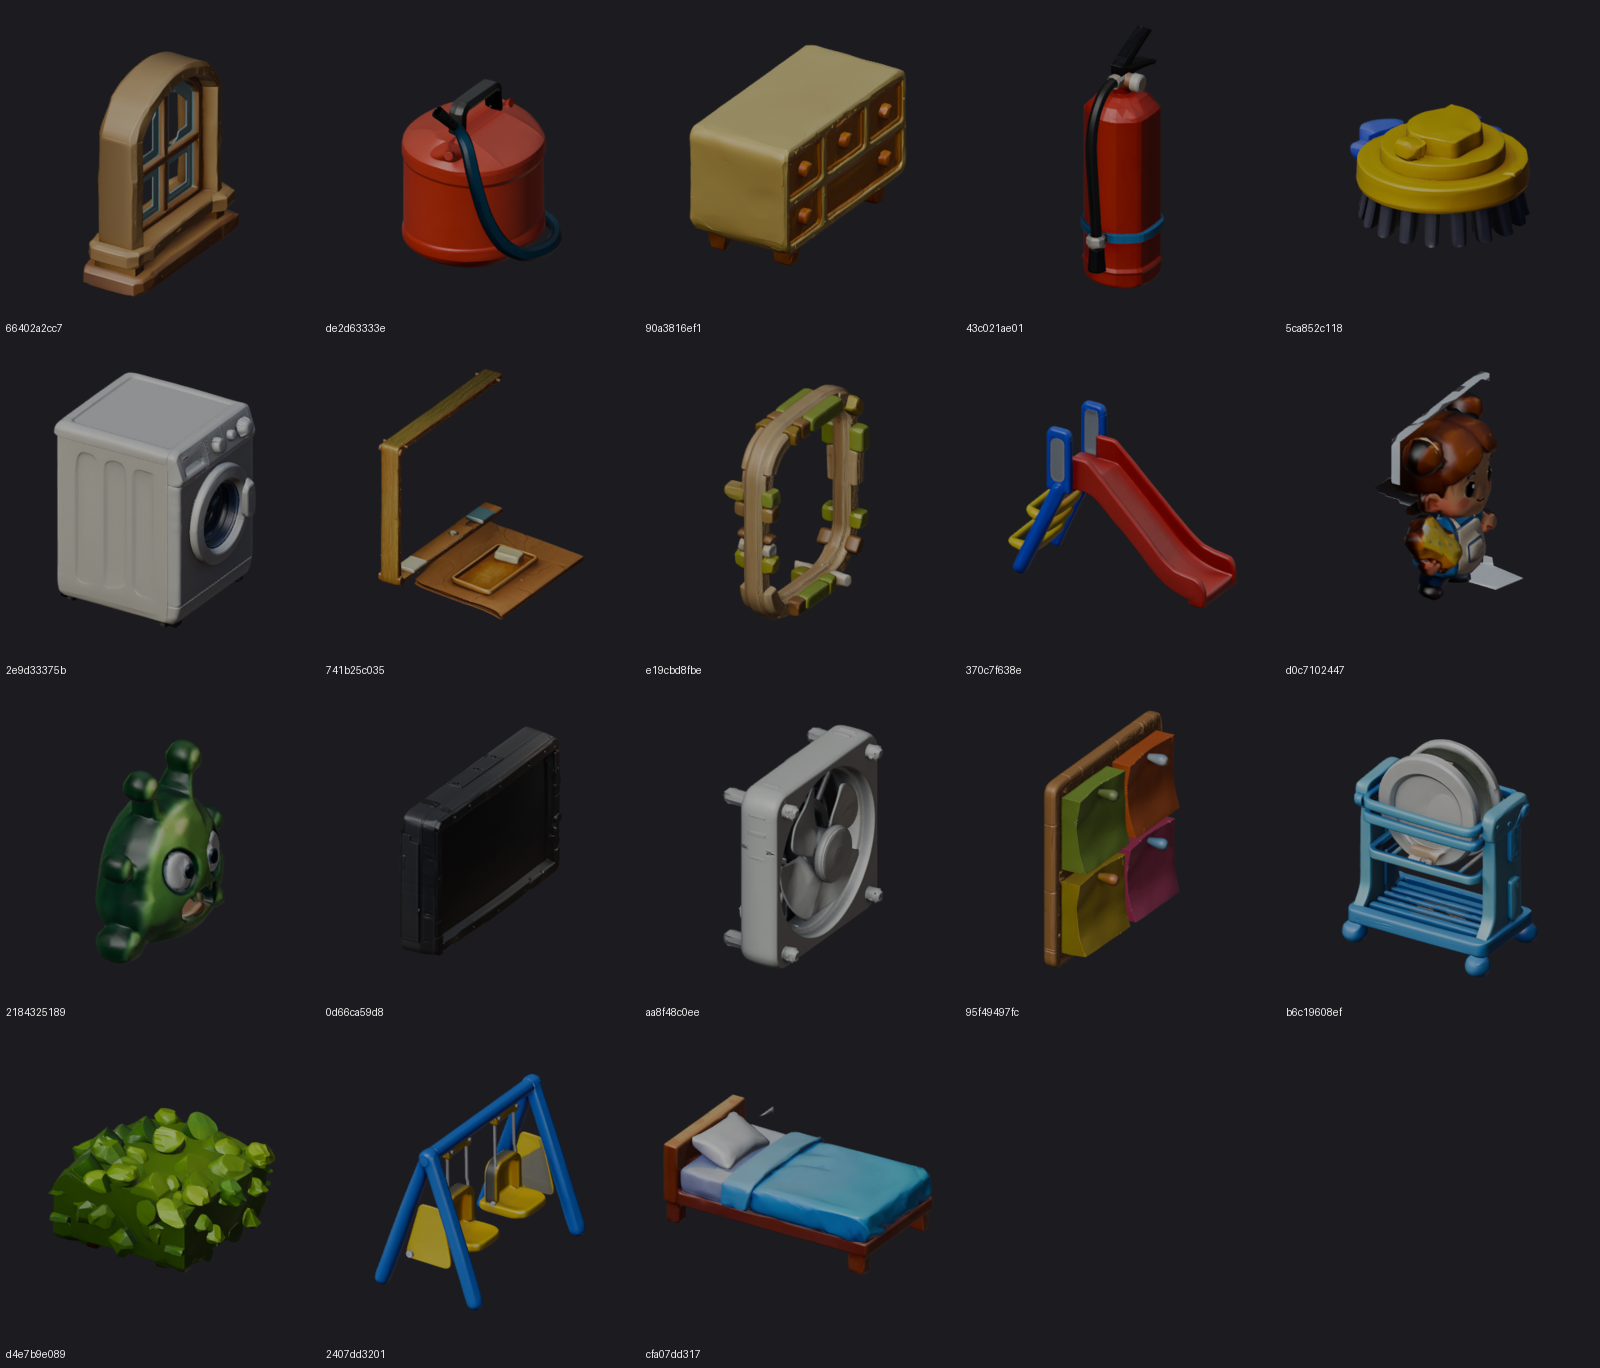 66402a2cc7
de2d63333e
90a3816ef1
43c021ae01
5ca852c118
2e9d33375b
741b25c035
e19cbd8fbe
370c7f638e
d0c7102447
2184325189
0d66ca59d8
aa8f48c0ee
95f49497fc
b6c19608ef
d4e7b9e089
2407dd3201
cfa07dd317